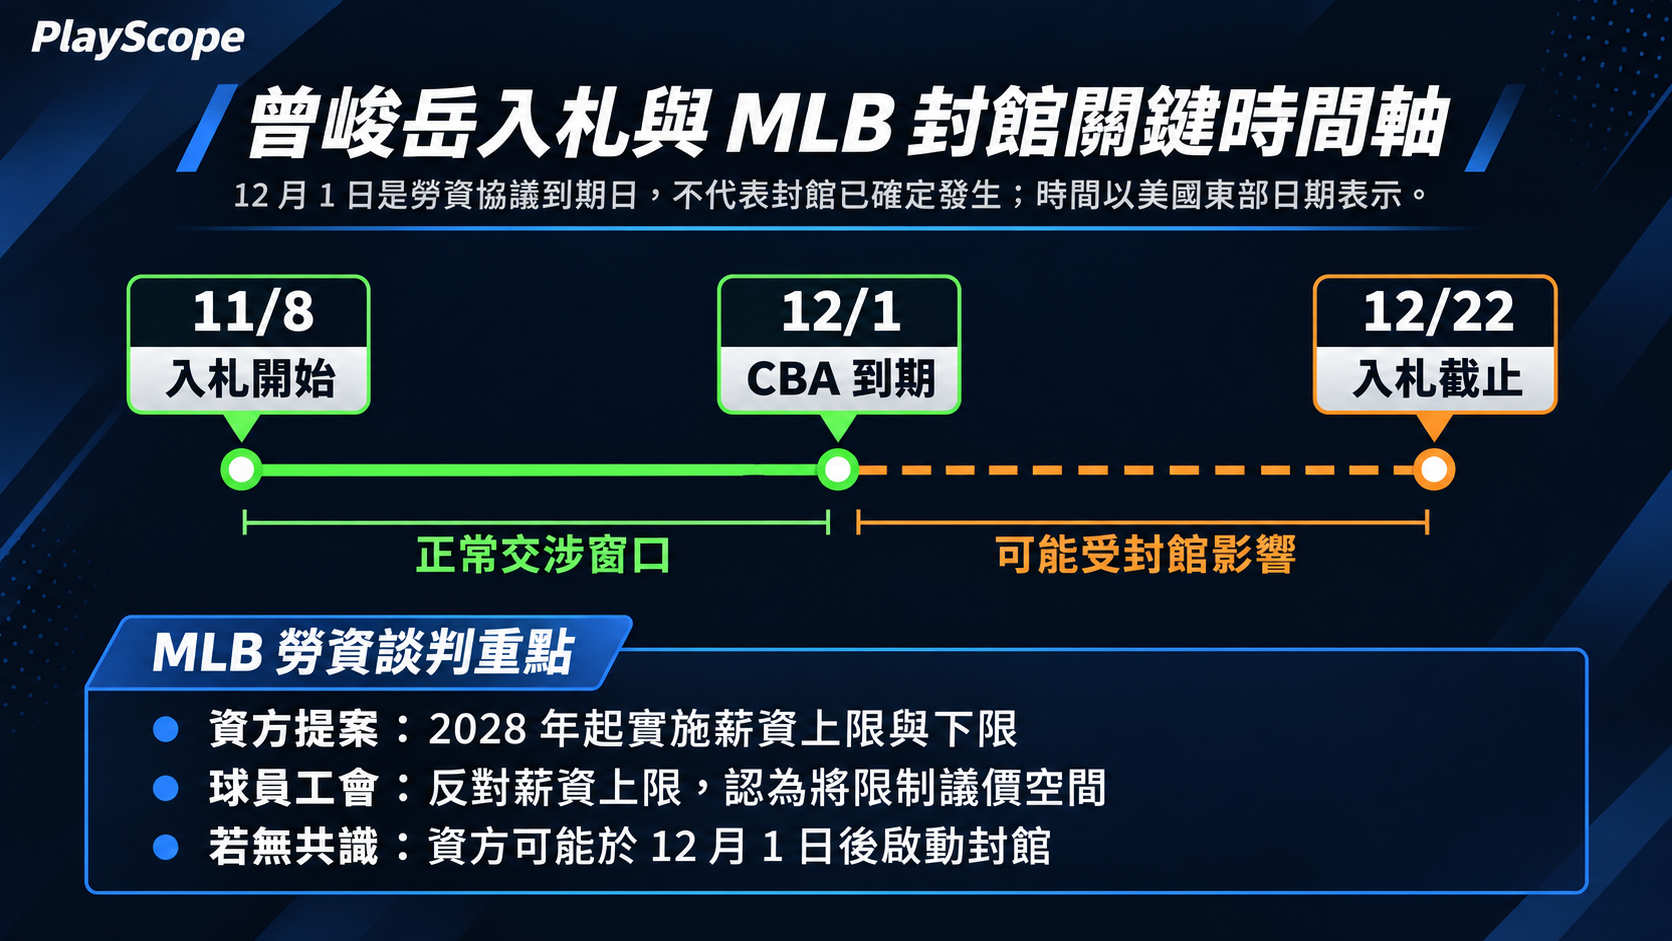 PlayScope
曾峻岳入札與 MLB 封館關鍵時間軸
12 月 1 日是勞資協議到期日，不代表封館已確定發生；時間以美國東部日期表示。
11/8
入札開始
12/1
CBA 到期
12/22
入札截止
正常交涉窗口
可能受封館影響
MLB 勞資談判重點
資方提案：2028 年起實施薪資上限與下限
球員工會：反對薪資上限，認為將限制議價空間
若無共識：資方可能於 12 月 1 日後啟動封館